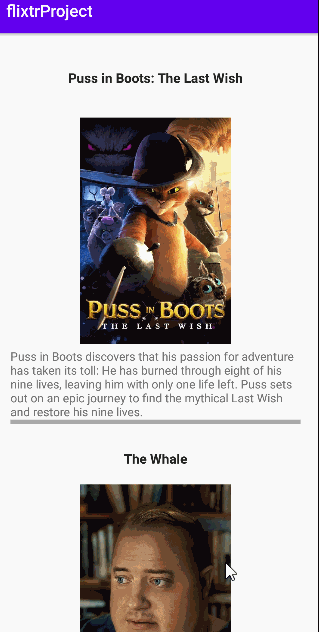 flixtrProject
Puss in Boots: The Last Wish
PUSS IN BOOTS
THE LAST WISH
Puss in Boots discovers that his passion for adventure
has taken its toll: He has burned through eight of his
nine lives, leaving him with only one life left. Puss sets
out on an epic journey to find the mythical Last Wish
and restore his nine lives.
The Whale